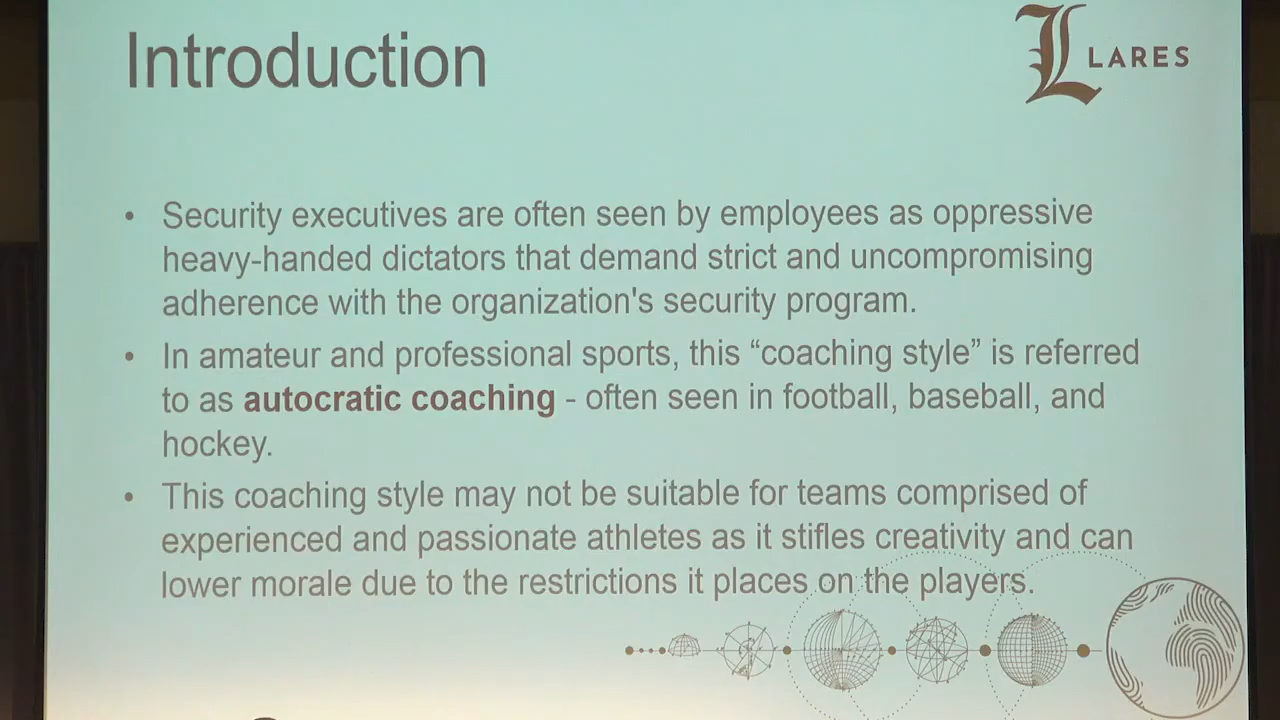 Introduction
L LARES
• Security executives are often seen by employees as oppressive
heavy-handed dictators that demand strict and uncompromising
adherence with the organization's security program.
• In amateur and professional sports, this “coaching style” is referred
to as autocratic coaching - often seen in football, baseball, and
hockey.
• This coaching style may not be suitable for teams comprised of
experienced and passionate athletes as it stifles creativity and can
lower morale due to the restrictions it places on the players.